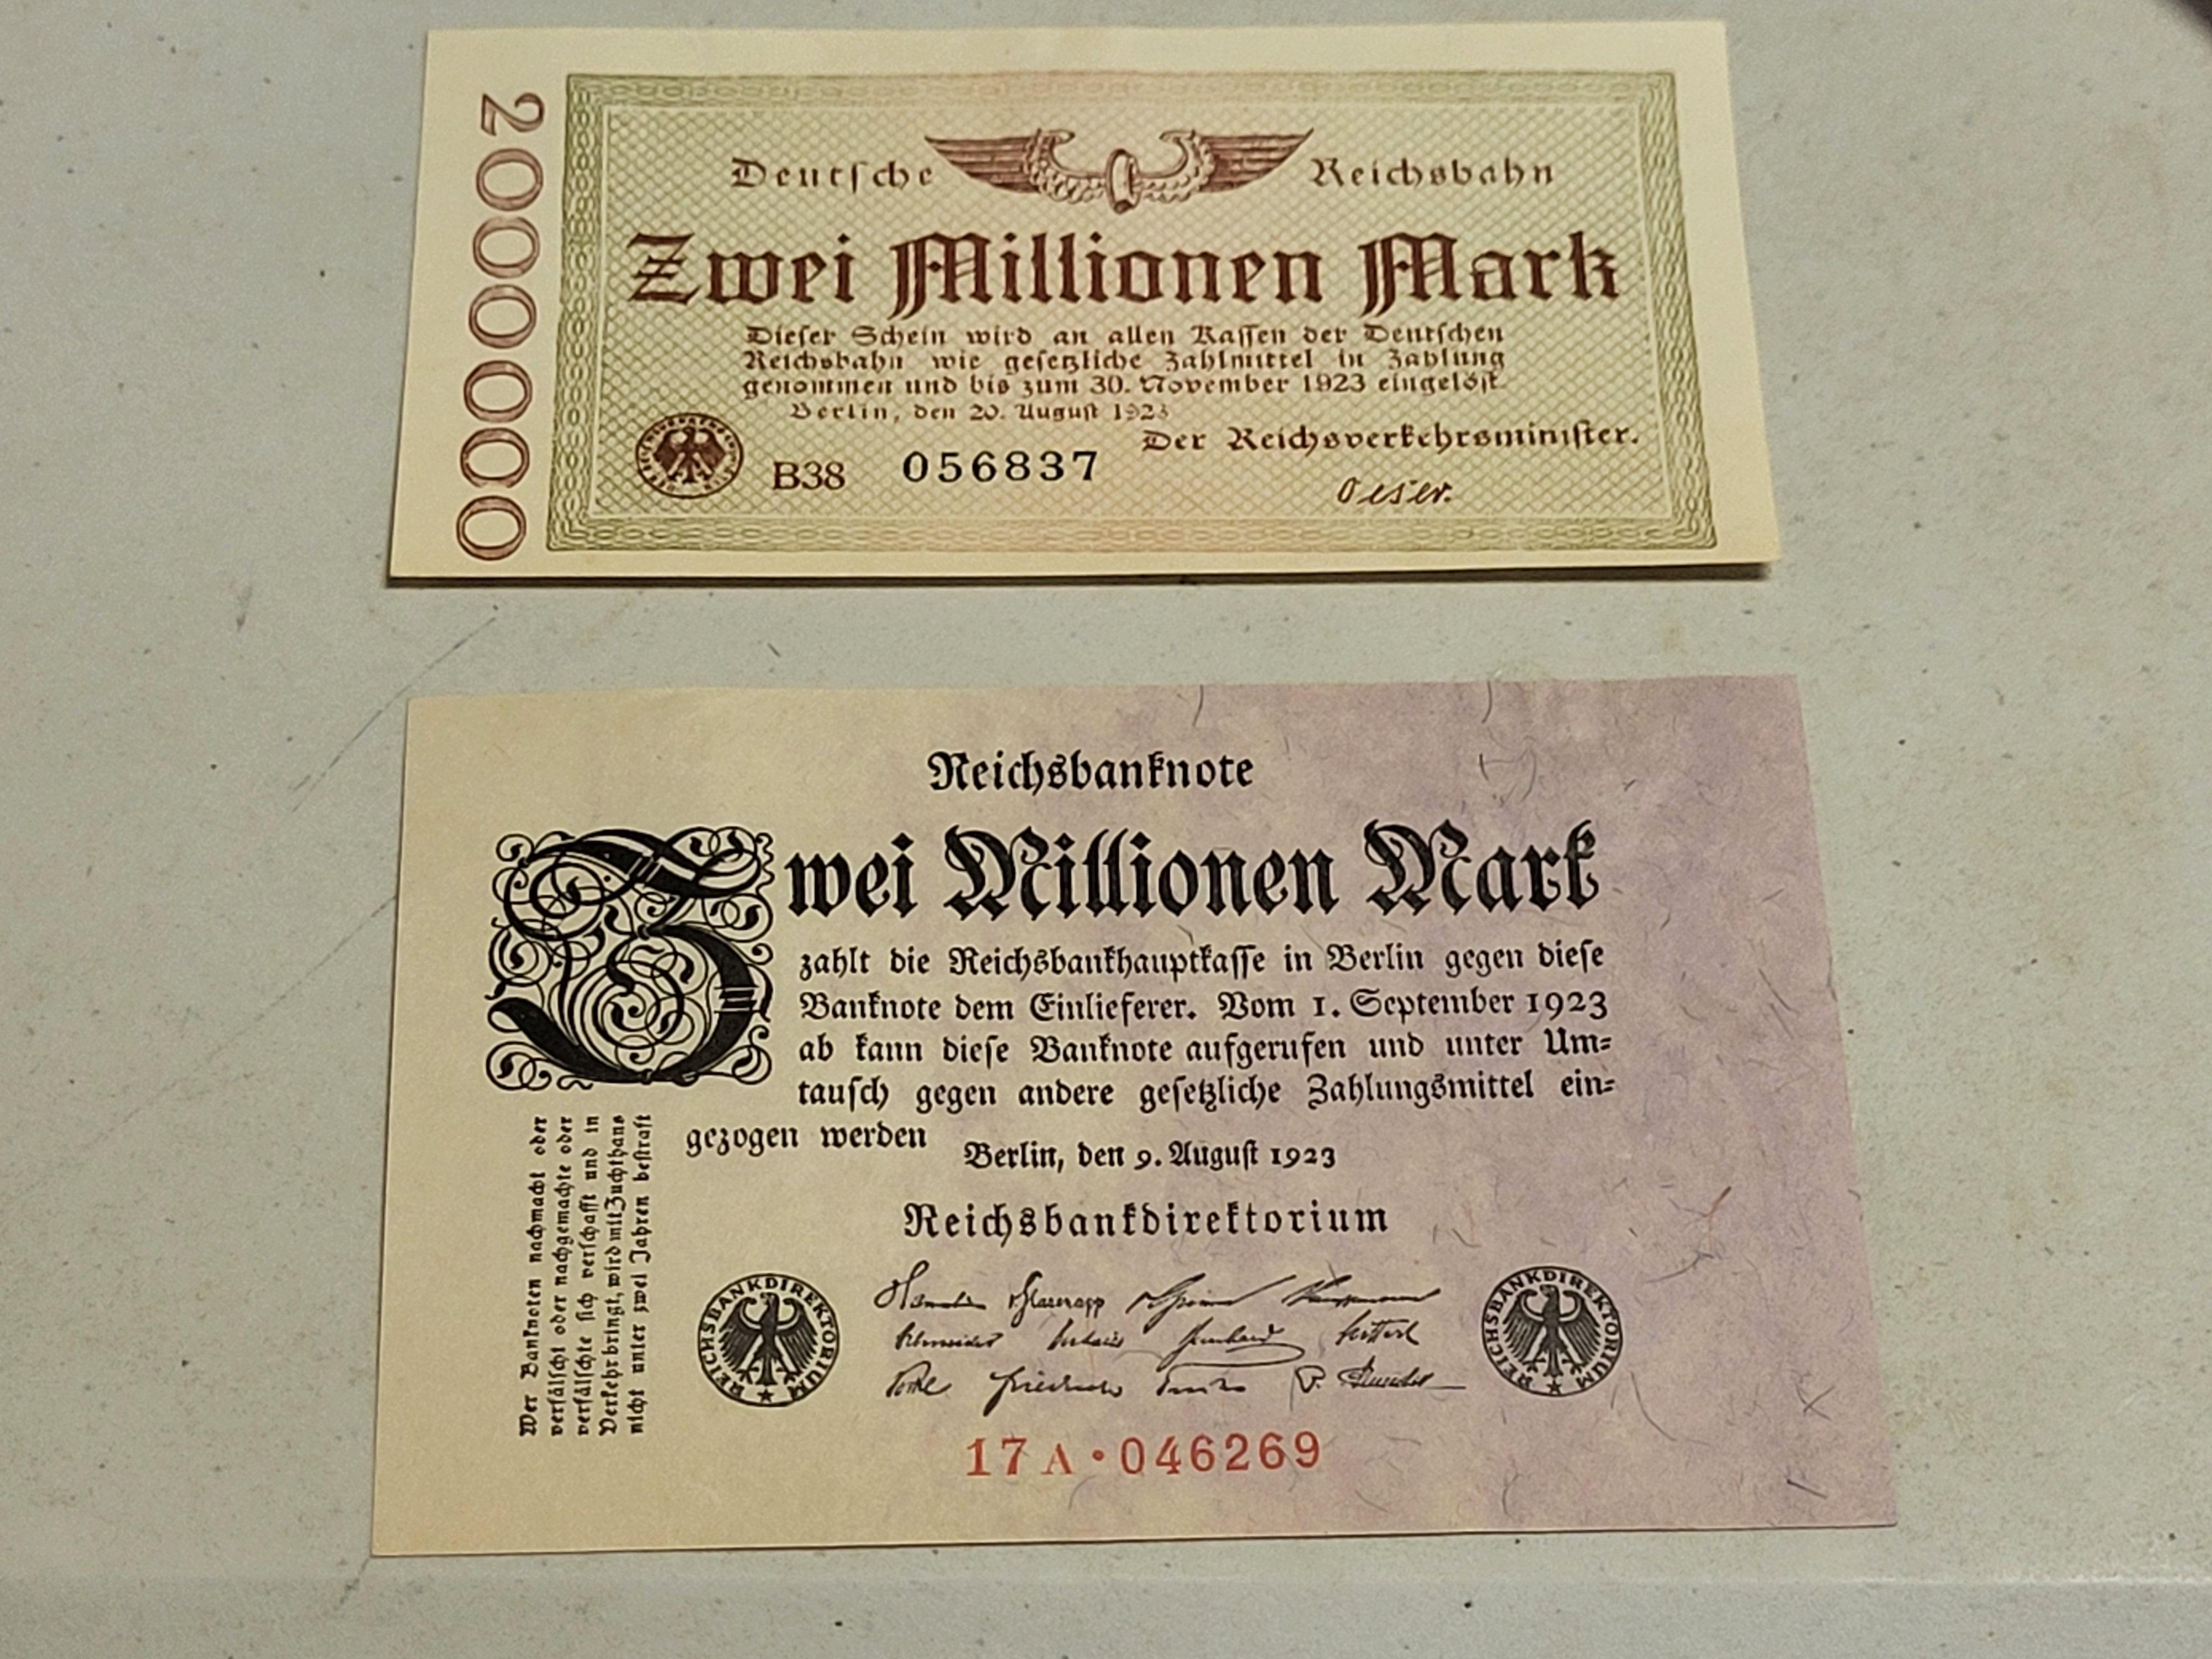 2000000
Deutsche Reichsbahn
Zwei Millionen Mark
Dieser Schein wird an allen Kassen der Deutschen
Reichsbahn wie gesetzliche Zahlmittel in Zahlung
genommen und bis zum 30. November 1923 eingelöst.
Berlin, den 20. August 1923
Der Reichsverkehrsminister.
B38 056837
Oeser.
Reichsbanknote
Zwei Millionen Mark
zahlt die Reichsbankhauptkasse in Berlin gegen diese
Banknote dem Einlieferer. Vom 1. September 1923
ab kann diese Banknote aufgerufen und unter Um=
tausch gegen andere gesetzliche Zahlungsmittel ein=
gezogen werden
Berlin, den 9. August 1923
Reichsbankdirektorium
REICHSBANKDIREKTORIUM
REICHSBANKDIREKTORIUM
17A·046269
Wer Banknoten nachmacht oder
verfälscht oder nachgemachte oder
verfälschte sich verschafft und in
Verkehr bringt, wird mit Zuchthaus
nicht unter zwei Jahren bestraft